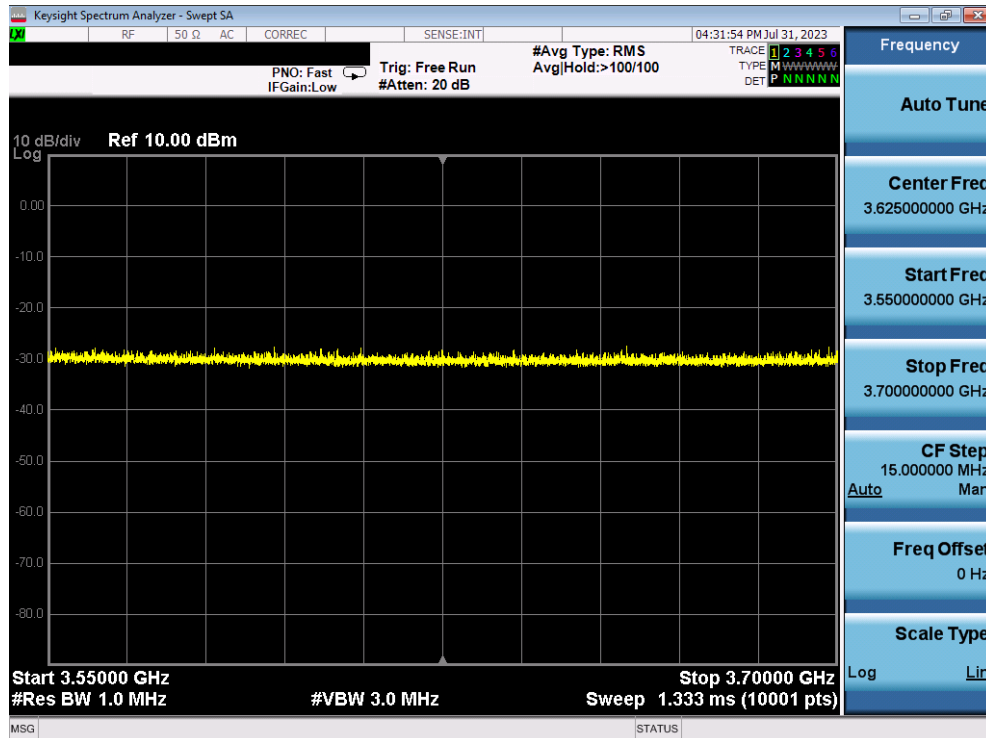 Keysight Spectrum Analyzer - Swept SA
LXI RF 50 Ω AC CORREC SENSE:INT 04:31:54 PM Jul 31, 2023
PNO: Fast
IFGain:Low
Trig: Free Run
#Atten: 20 dB
#Avg Type: RMS
Avg|Hold:>100/100
TRACE 1 2 3 4 5 6
TYPE M WWWWW
DET P N N N N N
10 dB/div Ref 10.00 dBm
Log
0.00
-10.0
-20.0
-30.0
-40.0
-50.0
-60.0
-70.0
-80.0
Start 3.55000 GHz Stop 3.70000 GHz
#Res BW 1.0 MHz #VBW 3.0 MHz Sweep 1.333 ms (10001 pts)
MSG STATUS
Frequency
Auto Tune
Center Freq
3.625000000 GHz
Start Freq
3.550000000 GHz
Stop Freq
3.700000000 GHz
CF Step
15.000000 MHz
Auto Man
Freq Offset
0 Hz
Scale Type
Log Lin